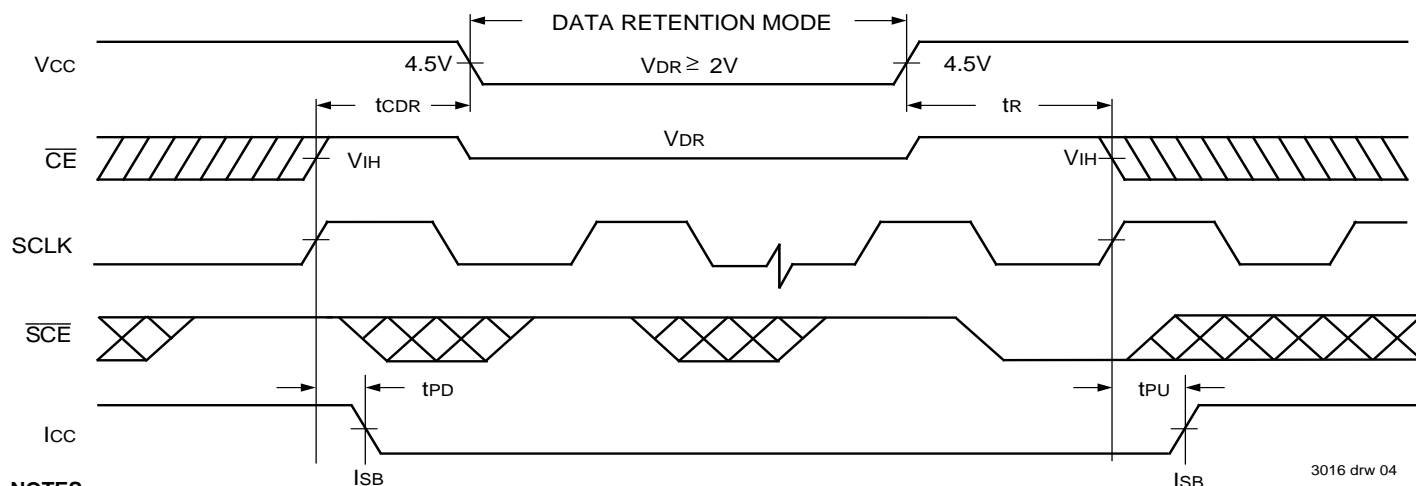 DATA RETENTION MODE
VCC
4.5V
VDR ≥ 2V
4.5V
tCDR
tR
CE
VIH
VDR
VIH
SCLK
SCE
tPD
tPU
ICC
ISB
ISB
3016 drw 04
NOTES